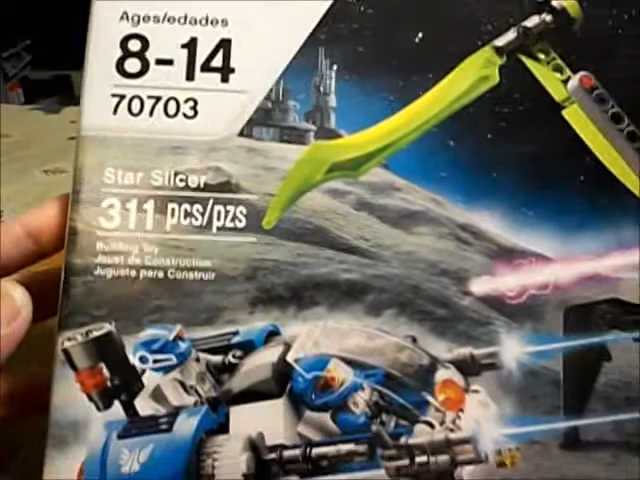 Ages/edades
8-14
70703
Star Slicer
311 pcs/pzs
Building Toy
Jouet de Construction
Juguete para Construir